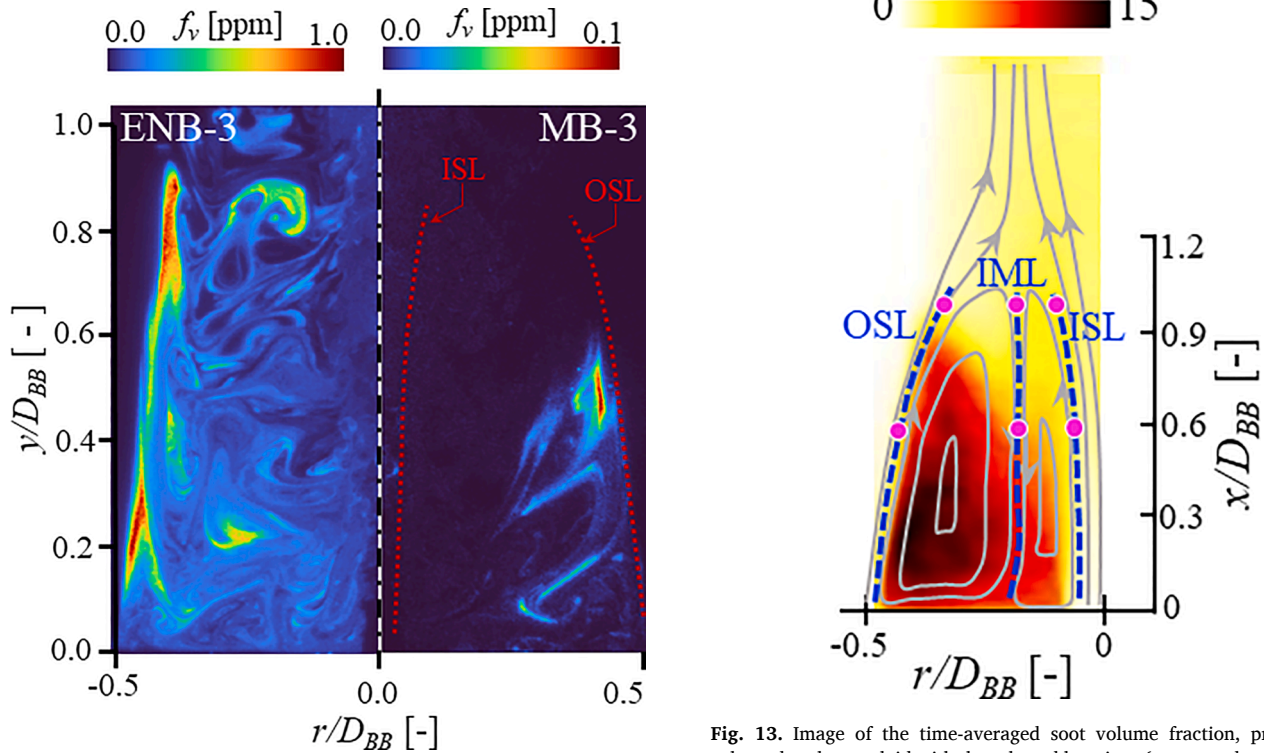 0.0 f_v [ppm] 1.0
0.0 f_v [ppm] 0.1
ENB-3
MB-3
ISL
OSL
1.0
0.8
0.6
0.4
0.2
0.0
y/D_BB [ - ]
-0.5
0.0
0.5
r/D_BB [-]
0
15
IML
OSL
ISL
1.2
0.9
0.6
0.3
0
x/D_BB [-]
-0.5
0
r/D_BB [-]
Fig. 13. Image of the time-averaged soot volume fraction, pr